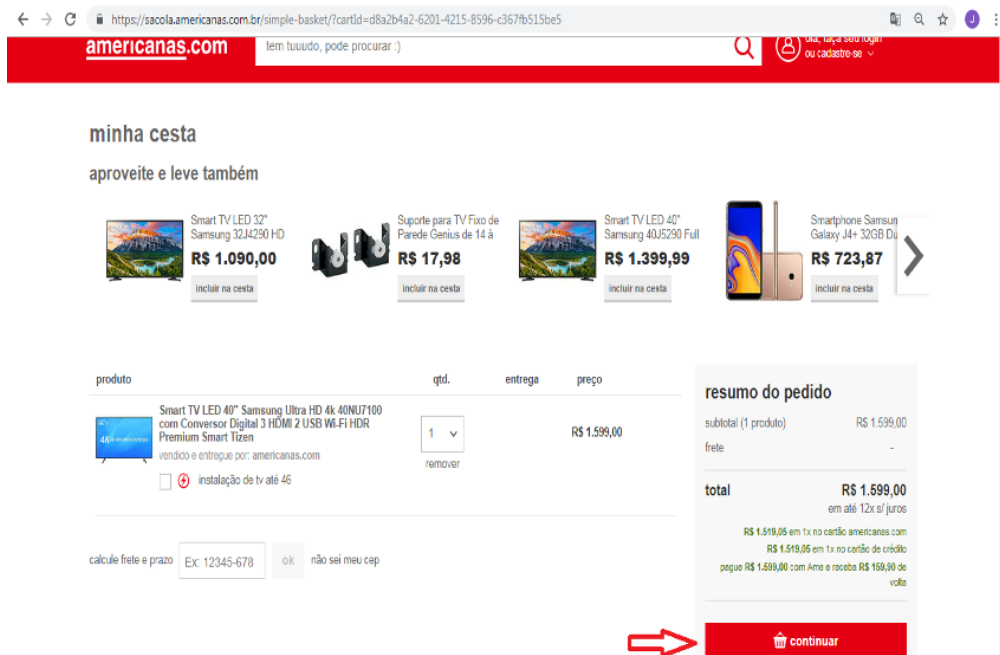 https://sacola.americanas.com.br/simple-basket/?cartId=d8a2b4a2-6201-4215-8596-c367fb515be5
J
americanas.com
tem tuuudo, pode procurar :)
olá, faça seu login
ou cadastre-se
minha cesta
aproveite e leve também
Smart TV LED 32"
Samsung 32J4290 HD
R$ 1.090,00
incluir na cesta
Suporte para TV Fixo de
Parede Genius de 14 à
R$ 17,98
incluir na cesta
Smart TV LED 40"
Samsung 40J5290 Full
R$ 1.399,99
incluir na cesta
Smartphone Samsun
Galaxy J4+ 32GB Du
R$ 723,87
incluir na cesta
produto qtd. entrega preço
Smart TV LED 40" Samsung Ultra HD 4k 40NU7100
com Conversor Digital 3 HDMI 2 USB Wi-Fi HDR
Premium Smart Tizen
vendido e entregue por: americanas.com
instalação de tv até 46
1
remover
R$ 1.599,00
calcule frete e prazo Ex: 12345-678 ok não sei meu cep
resumo do pedido
subtotal (1 produto) R$ 1.599,00
frete -
total R$ 1.599,00
em até 12x s/ juros
R$ 1.519,05 em 1x no cartão americanas.com
R$ 1.519,05 em 1x no cartão de crédito
pague R$ 1.599,00 com Ame e receba R$ 159,90 de
volta
continuar